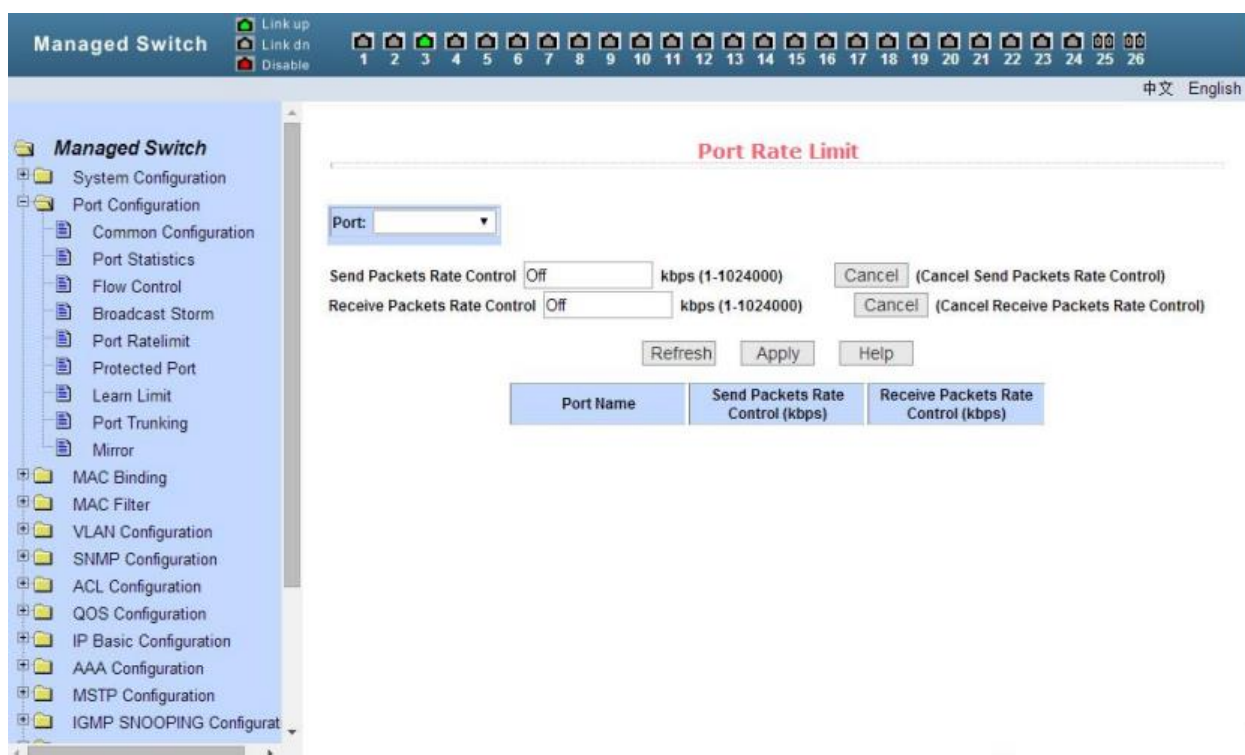 Managed Switch
Link up
Link dn
Disable
1 2 3 4 5 6 7 8 9 10 11 12 13 14 15 16 17 18 19 20 21 22 23 24 25 26
中文 English
Managed Switch
System Configuration
Port Configuration
Common Configuration
Port Statistics
Flow Control
Broadcast Storm
Port Ratelimit
Protected Port
Learn Limit
Port Trunking
Mirror
MAC Binding
MAC Filter
VLAN Configuration
SNMP Configuration
ACL Configuration
QOS Configuration
IP Basic Configuration
AAA Configuration
MSTP Configuration
IGMP SNOOPING Configurat
Port Rate Limit
Port:
Send Packets Rate Control Off kbps (1-1024000) Cancel (Cancel Send Packets Rate Control)
Receive Packets Rate Control Off kbps (1-1024000) Cancel (Cancel Receive Packets Rate Control)
Refresh Apply Help
Port Name
Send Packets Rate
Control (kbps)
Receive Packets Rate
Control (kbps)